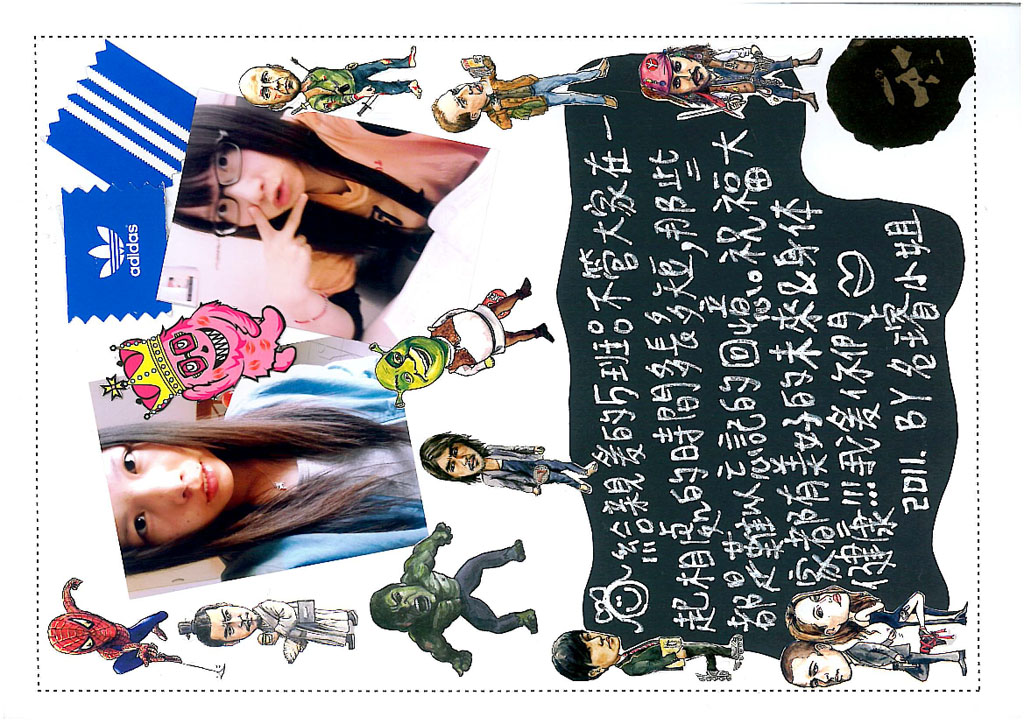 adidas
給親愛的 班:不管大家在一
起相處的時間多長多短,那些
都是難以忘記的回憶。祝福大
家都有美好的未來&身體
健康...!!!我愛你們
2011. BY 小姐